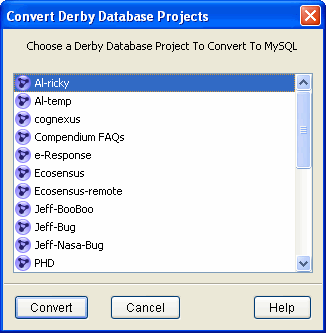 Convert Derby Database Projects
Choose a Derby Database Project To Convert To MySQL
Al-ricky
Al-temp
cognexus
Compendium FAQs
e-Response
Ecosensus
Ecosensus-remote
Jeff-BooBoo
Jeff-Bug
Jeff-Nasa-Bug
PHD
Convert
Cancel
Help